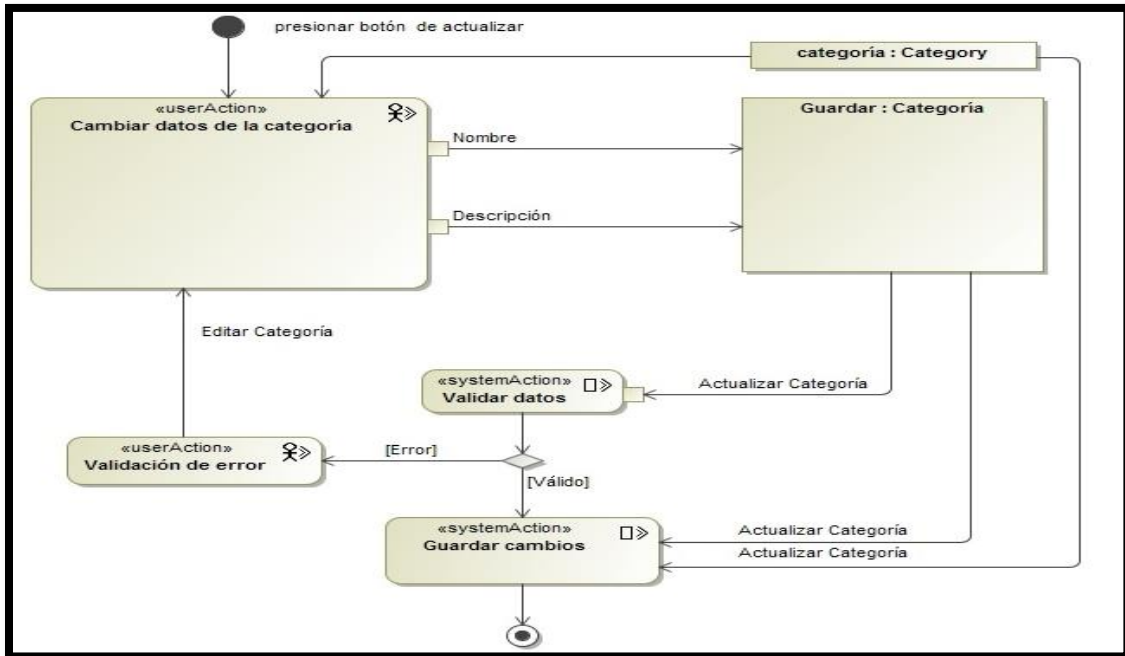 presionar botón de actualizar
categoría : Category
«userAction»
Cambiar datos de la categoría
Guardar : Categoría
Nombre
Descripción
Editar Categoría
«systemAction»
Validar datos
Actualizar Categoría
«userAction»
Validación de error
[Error]
[Válido]
«systemAction»
Guardar cambios
Actualizar Categoría
Actualizar Categoría